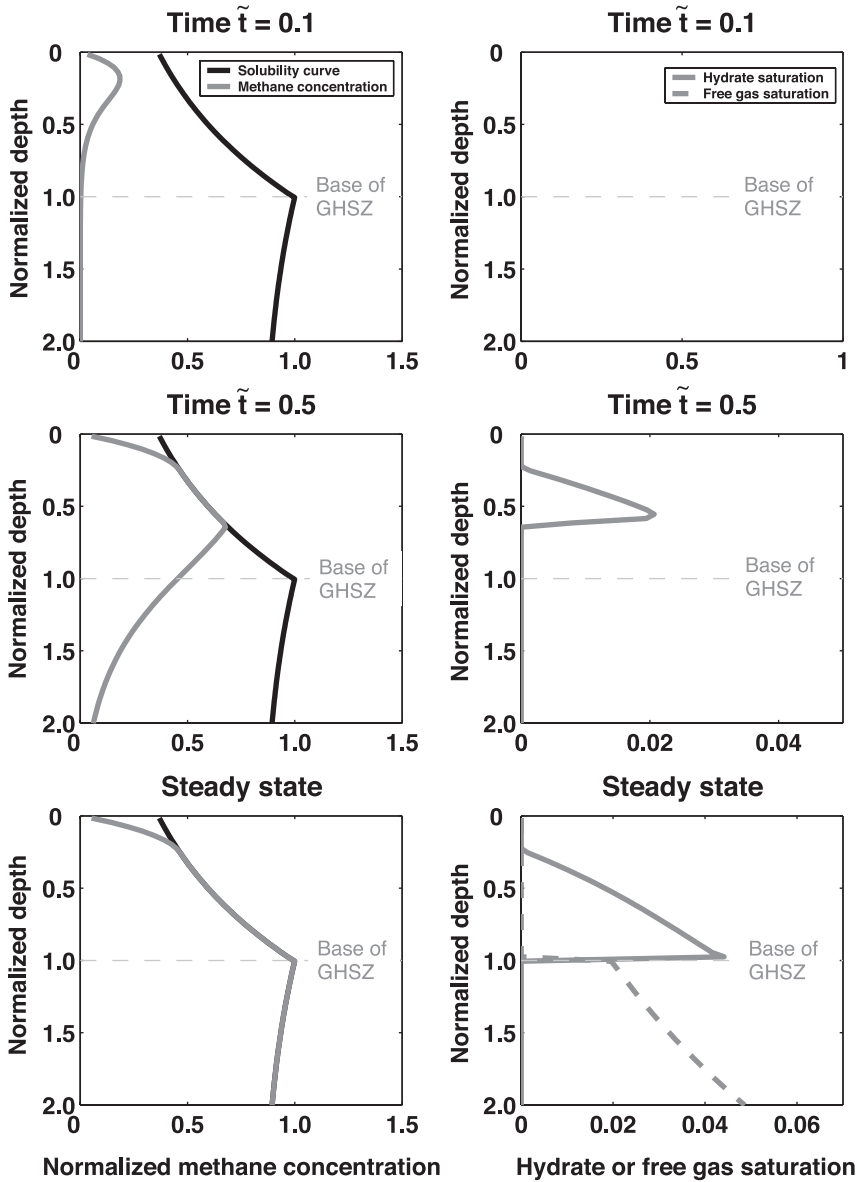 Time t̃ = 0.1
Time t̃ = 0.1
Normalized depth
0
0.5
1.0
1.5
2.0
0
0.5
1.0
1.5
Solubility curve
Methane concentration
Base of
GHSZ
Normalized depth
0
0.5
1.0
1.5
2.0
0
0.5
1
Hydrate saturation
Free gas saturation
Base of
GHSZ
Time t̃ = 0.5
Time t̃ = 0.5
Normalized depth
0
0.5
1.0
1.5
2.0
0
0.5
1.0
1.5
Base of
GHSZ
Normalized depth
0
0.5
1.0
1.5
2.0
0
0.02
0.04
Base of
GHSZ
Steady state
Steady state
Normalized depth
0
0.5
1.0
1.5
2.0
0
0.5
1.0
1.5
Base of
GHSZ
Normalized methane concentration
Normalized depth
0
0.5
1.0
1.5
2.0
0
0.02
0.04
0.06
Base of
GHSZ
Hydrate or free gas saturation